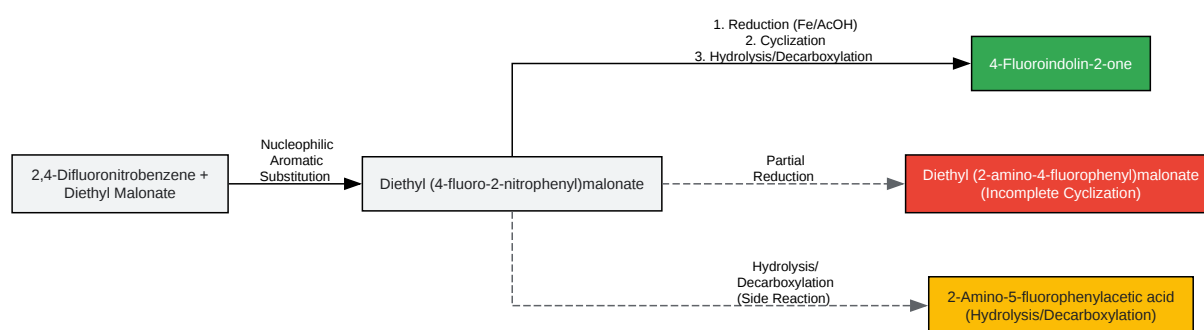 1. Reduction (Fe/AcOH)
2. Cyclization
3. Hydrolysis/Decarboxylation
4-Fluoroindolin-2-one
Nucleophilic
Aromatic
Substitution
2,4-Difluoronitrobenzene +
Diethyl Malonate
Diethyl (4-fluoro-2-nitrophenyl)malonate
Partial
Reduction
Diethyl (2-amino-4-fluorophenyl)malonate
(Incomplete Cyclization)
Hydrolysis/
Decarboxylation
(Side Reaction)
2-Amino-5-fluorophenylacetic acid
(Hydrolysis/Decarboxylation)